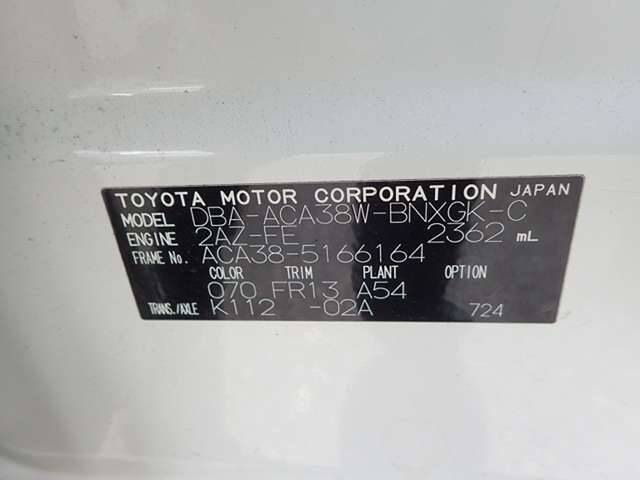 TOYOTA MOTOR CORPORATION JAPAN
MODEL DBA-ACA38W-BNXGK-C
ENGINE 2AZ-FE 2362 mL
FRAME No. ACA38-5166164
COLOR TRIM PLANT OPTION
070 FR13 A54
TRANS./AXLE K112 -02A 724